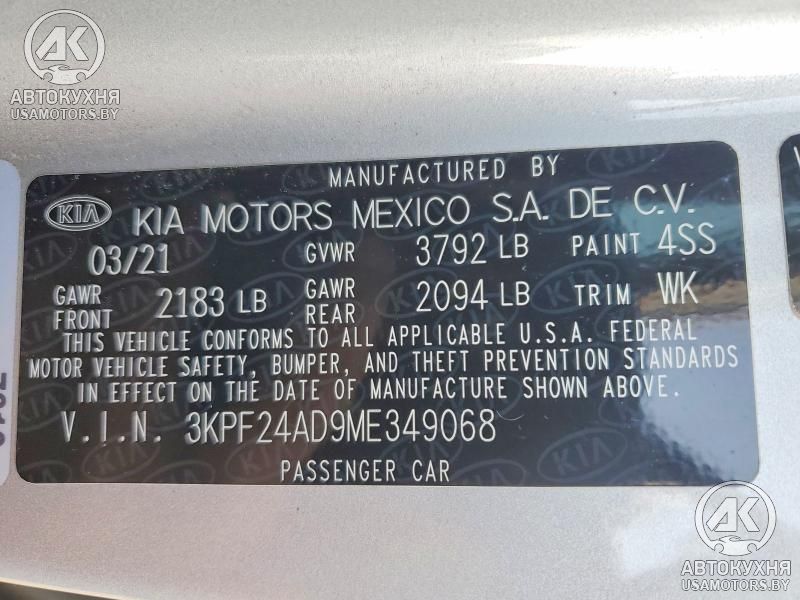 AK
АВТОКУХНЯ
USAMOTORS.BY
MANUFACTURED BY
KIA KIA MOTORS MEXICO S.A. DE C.V.
03/21 GVWR 3792 LB PAINT 4SS
GAWR FRONT 2183 LB GAWR REAR 2094 LB TRIM WK
THIS VEHICLE CONFORMS TO ALL APPLICABLE U.S.A. FEDERAL
MOTOR VEHICLE SAFETY, BUMPER, AND THEFT PREVENTION STANDARDS
IN EFFECT ON THE DATE OF MANUFACTURE SHOWN ABOVE.
V.I.N. 3KPF24AD9ME349068
PASSENGER CAR
AK
АВТОКУХНЯ
USAMOTORS.BY